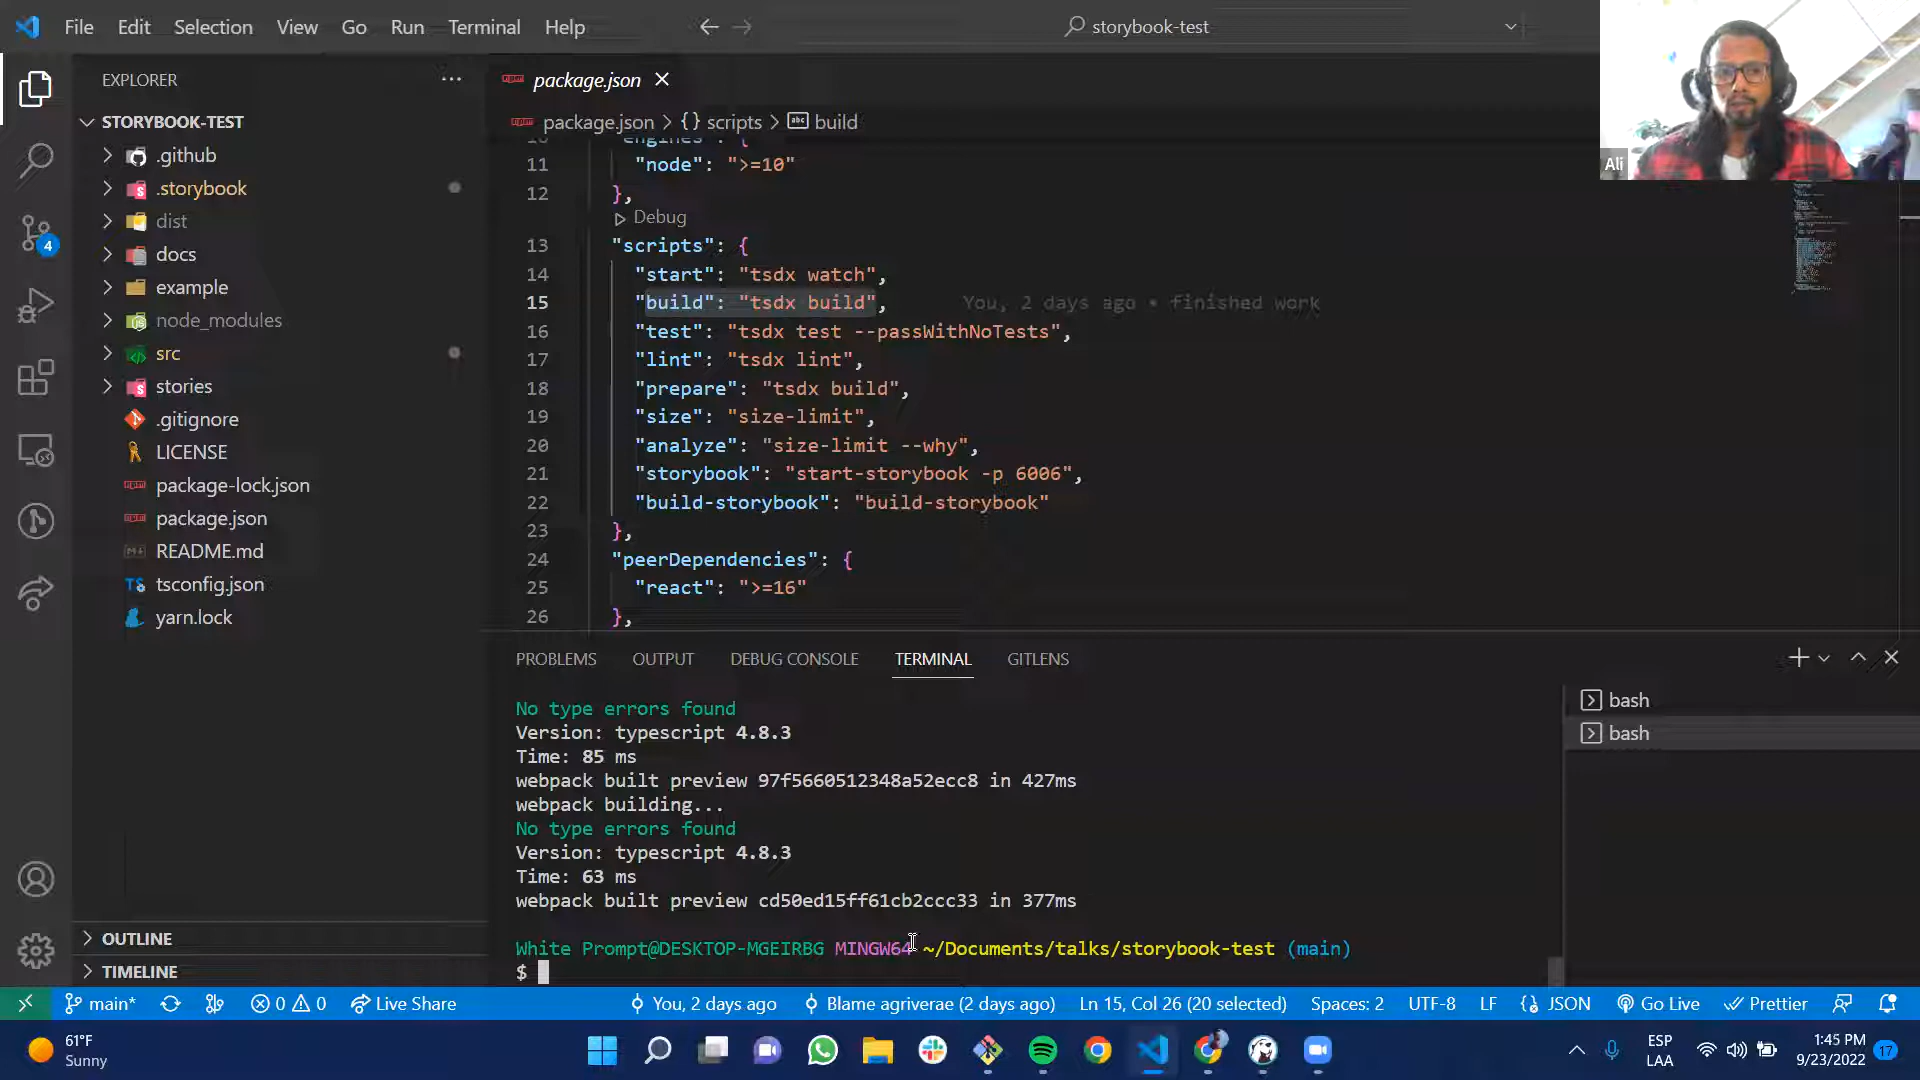 File Edit Selection View Go Run Terminal Help
storybook-test
EXPLORER
STORYBOOK-TEST
.github
.storybook
dist
docs
example
node_modules
src
stories
.gitignore
LICENSE
package-lock.json
package.json
README.md
tsconfig.json
yarn.lock
OUTLINE
TIMELINE
4
package.json
package.json > {} scripts > build
10 "engines": {
11 "node": ">=10"
12 },
Debug
13 "scripts": {
14 "start": "tsdx watch",
15 "build": "tsdx build", You, 2 days ago • finished work
16 "test": "tsdx test --passWithNoTests",
17 "lint": "tsdx lint",
18 "prepare": "tsdx build",
19 "size": "size-limit",
20 "analyze": "size-limit --why",
21 "storybook": "start-storybook -p 6006",
22 "build-storybook": "build-storybook"
23 },
24 "peerDependencies": {
25 "react": ">=16"
26 },
Ali
PROBLEMS OUTPUT DEBUG CONSOLE TERMINAL GITLENS
No type errors found
Version: typescript 4.8.3
Time: 85 ms
webpack built preview 97f5660512348a52ecc8 in 427ms
webpack building...
No type errors found
Version: typescript 4.8.3
Time: 63 ms
webpack built preview cd50ed15ff61cb2ccc33 in 377ms
White Prompt@DESKTOP-MGEIRBG MINGW64 ~/Documents/talks/storybook-test (main)
$
bash
bash
main* 0 0 Live Share You, 2 days ago Blame agriverae (2 days ago) Ln 15, Col 26 (20 selected) Spaces: 2 UTF-8 LF {} JSON Go Live Prettier
61°F
Sunny
ESP
LAA
1:45 PM
9/23/2022
17